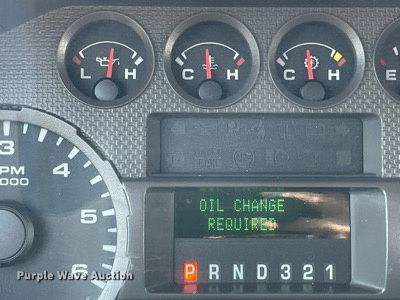 L H
C H
C H
E
3
4
5
6
PM
000
OIL CHANGE
REQUIRED
P R N D 3 2 1
Purple Wave Auction